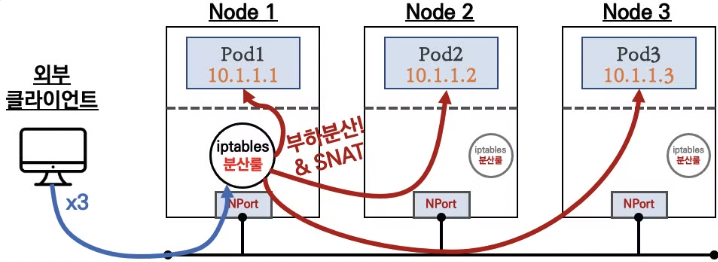 Node 1
Node 2
Node 3
Pod1
10.1.1.1
Pod2
10.1.1.2
Pod3
10.1.1.3
외부
클라이언트
x3
iptables
분산룰
부하분산!
& SNAT
iptables
분산룰
iptables
분산룰
NPort
NPort
NPort